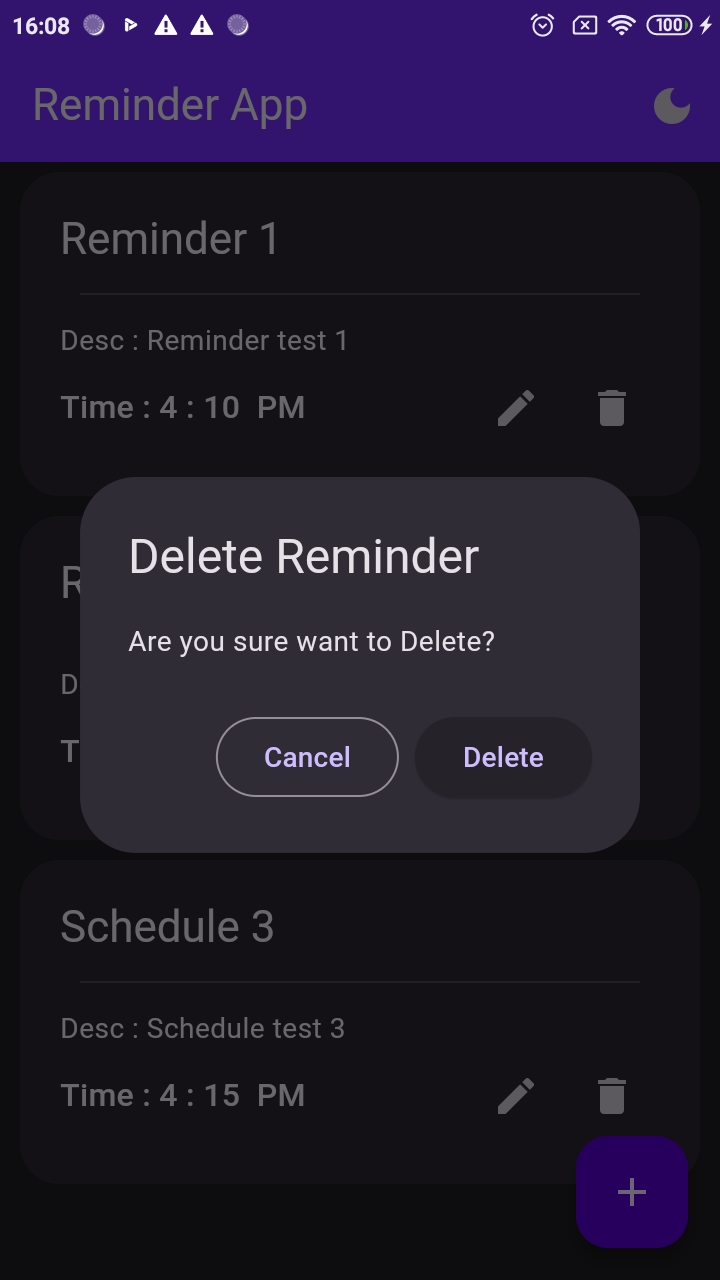 16:08
100
Reminder App
Reminder 1
Desc : Reminder test 1
Time : 4 : 10 PM
R
D
T
Delete Reminder
Are you sure want to Delete?
Cancel Delete
Schedule 3
Desc : Schedule test 3
Time : 4 : 15 PM